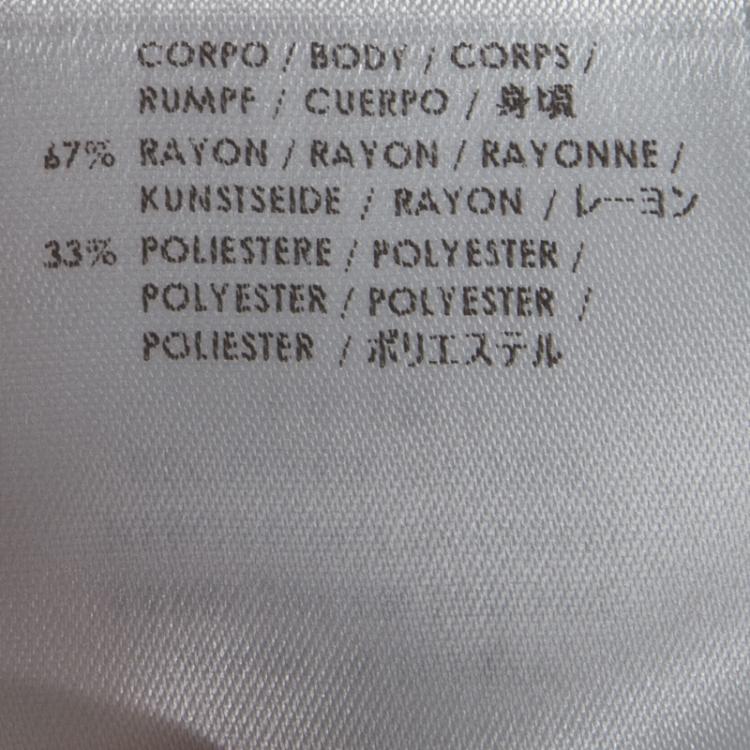 CORPO / BODY / CORPS /
RUMPF / CUERPO / 身頃
67% RAYON / RAYON / RAYONNE /
KUNSTSEIDE / RAYON / レーヨン
33% POLIESTERE / POLYESTER /
POLYESTER / POLYESTER /
POLIESTER / ポリエステル